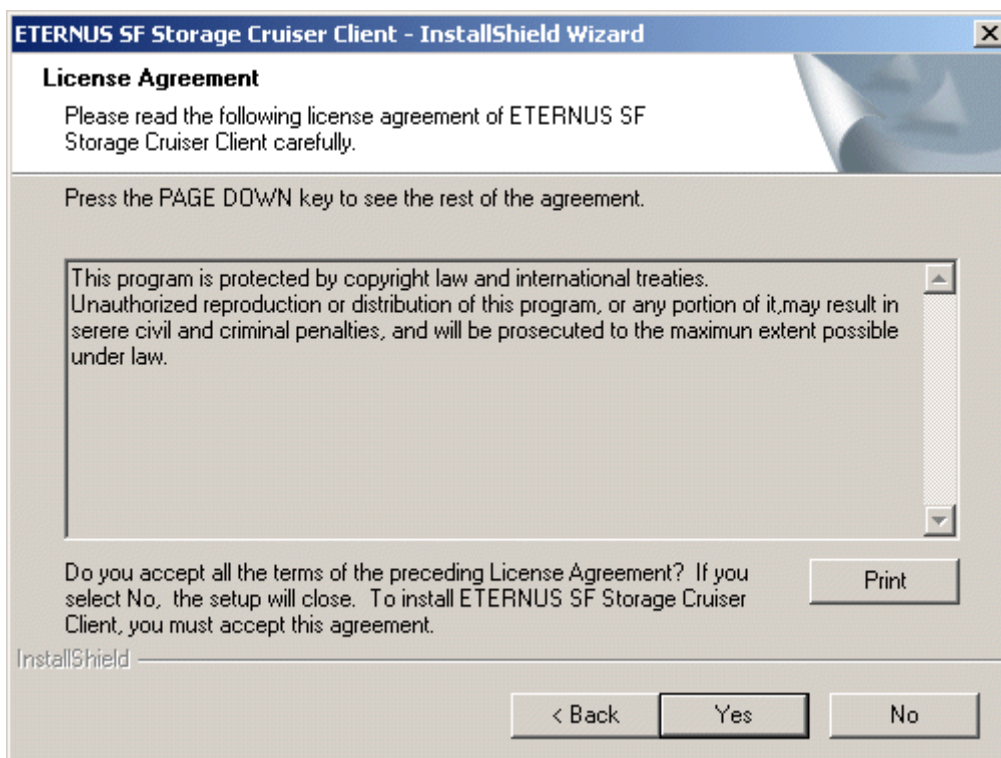 ETERNUS SF Storage Cruiser Client - InstallShield Wizard
License Agreement
Please read the following license agreement of ETERNUS SF
Storage Cruiser Client carefully.
Press the PAGE DOWN key to see the rest of the agreement.
This program is protected by copyright law and international treaties.
Unauthorized reproduction or distribution of this program, or any portion of it,may result in
serere civil and criminal penalties, and will be prosecuted to the maximun extent possible
under law.
Do you accept all the terms of the preceding License Agreement?  If you
select No,  the setup will close.  To install ETERNUS SF Storage Cruiser
Client, you must accept this agreement.
Print
InstallShield
< Back
Yes
No